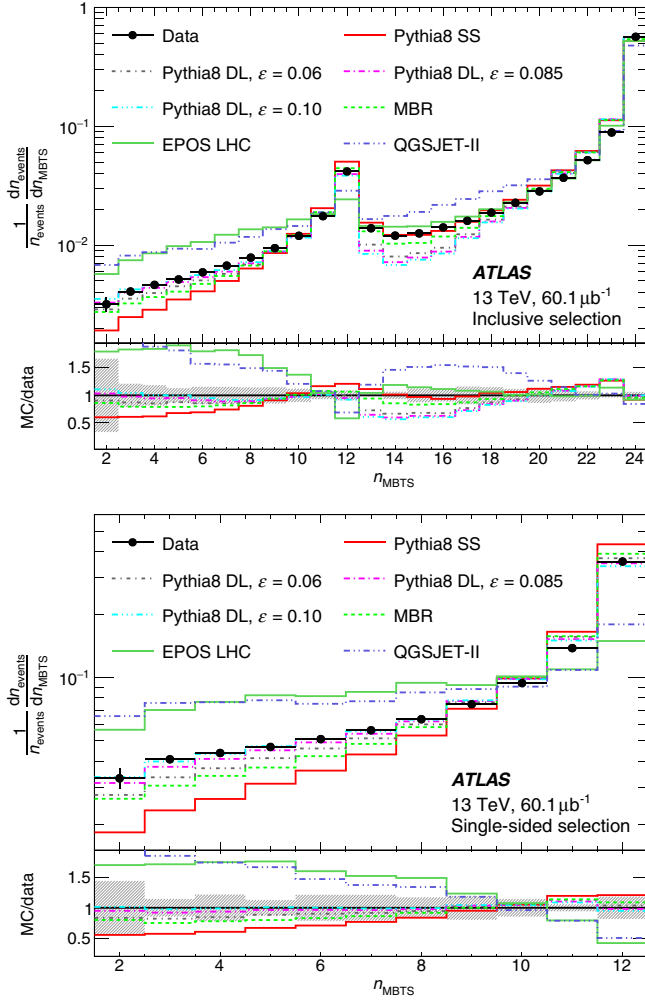 1
10⁻¹
10⁻²
1/n_events dn_events/dn_MBTS
Data
Pythia8 SS
Pythia8 DL, ε = 0.06
Pythia8 DL, ε = 0.085
Pythia8 DL, ε = 0.10
MBR
EPOS LHC
QGSJET-II
ATLAS
13 TeV, 60.1 μb⁻¹
Inclusive selection
MC/data
1.5
1
0.5
2 4 6 8 10 12 14 16 18 20 22 24
n_MBTS
10⁻¹
1/n_events dn_events/dn_MBTS
Data
Pythia8 SS
Pythia8 DL, ε = 0.06
Pythia8 DL, ε = 0.085
Pythia8 DL, ε = 0.10
MBR
EPOS LHC
QGSJET-II
ATLAS
13 TeV, 60.1 μb⁻¹
Single-sided selection
MC/data
1.5
1
0.5
2 4 6 8 10 12
n_MBTS